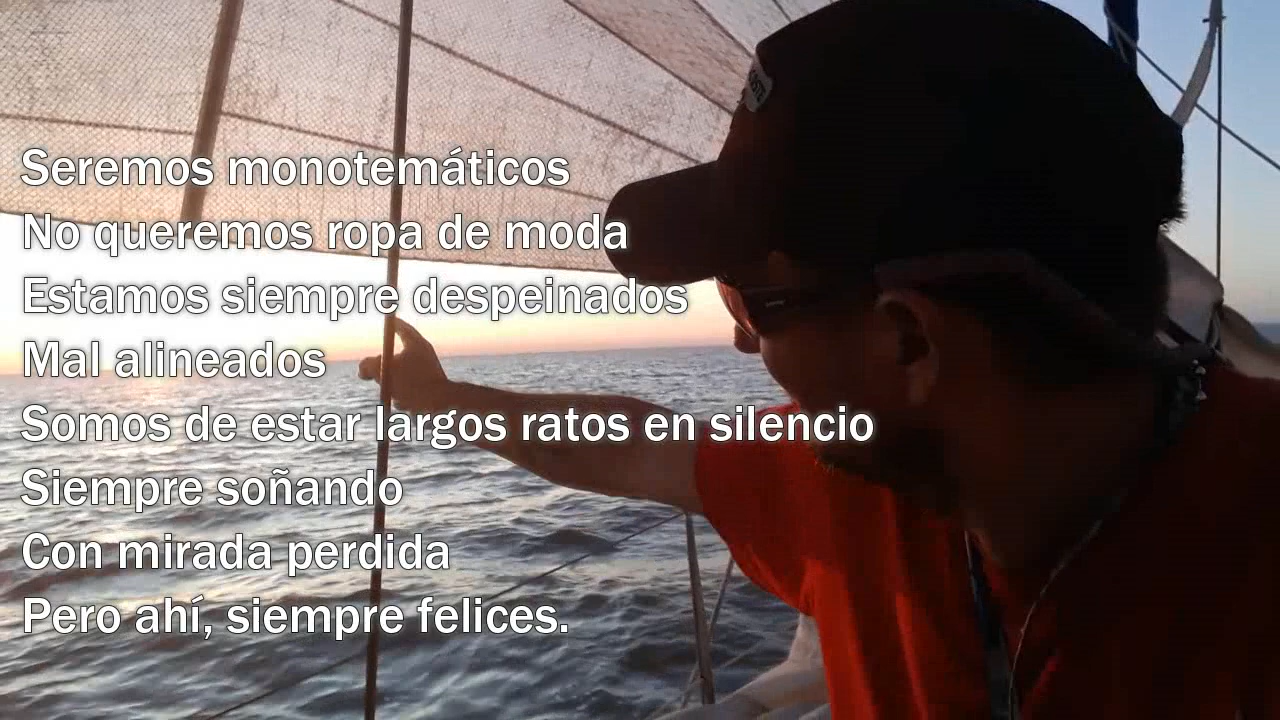 Seremos monotemáticos
No queremos ropa de moda
Estamos siempre despeinados
Mal alineados
Somos de estar largos ratos en silencio
Siempre soñando
Con mirada perdida
Pero ahí, siempre felices.